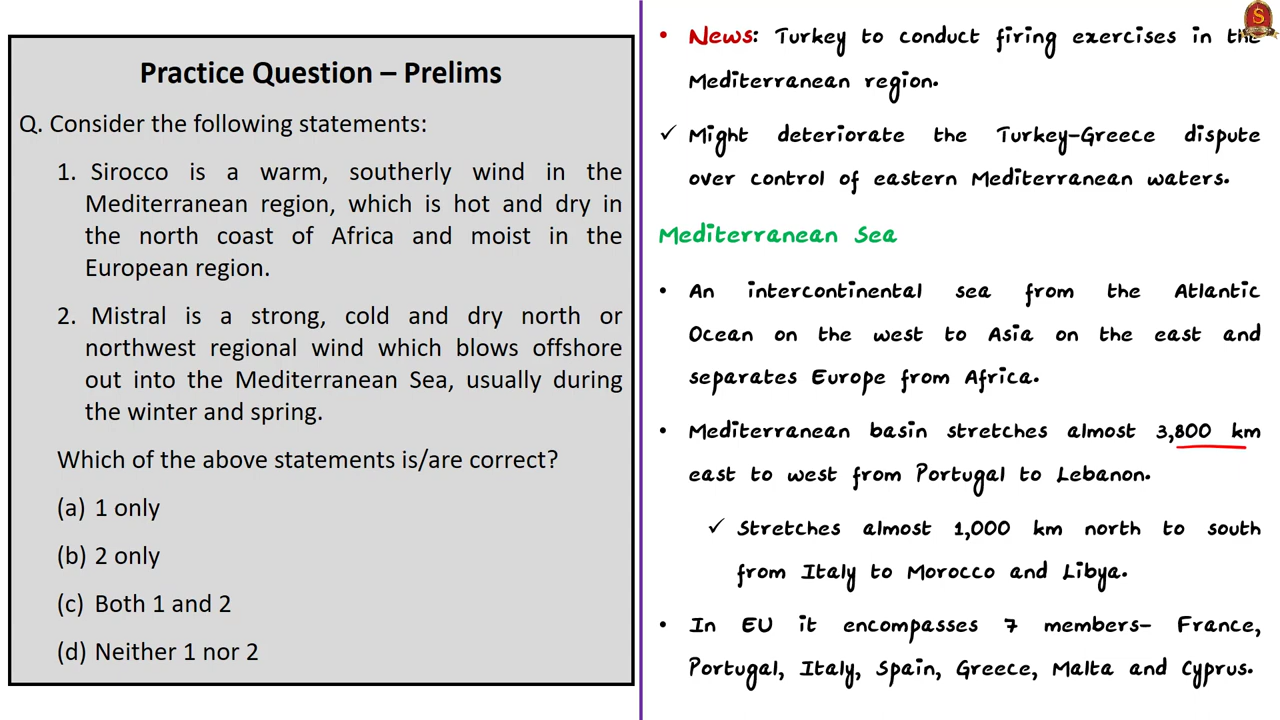 Practice Question – Prelims
Q. Consider the following statements:
1. Sirocco is a warm, southerly wind in the
Mediterranean region, which is hot and dry in
the north coast of Africa and moist in the
European region.
2. Mistral is a strong, cold and dry north or
northwest regional wind which blows offshore
out into the Mediterranean Sea, usually during
the winter and spring.
Which of the above statements is/are correct?
(a) 1 only
(b) 2 only
(c) Both 1 and 2
(d) Neither 1 nor 2
• News: Turkey to conduct firing exercises in the
Mediterranean region.
✓ Might deteriorate the Turkey-Greece dispute
over control of eastern Mediterranean waters.
Mediterranean Sea
• An intercontinental sea from the Atlantic
Ocean on the west to Asia on the east and
separates Europe from Africa.
• Mediterranean basin stretches almost 3,800 km
east to west from Portugal to Lebanon.
✓ Stretches almost 1,000 km north to south
from Italy to Morocco and Libya.
• In EU it encompasses 7 members- France,
Portugal, Italy, Spain, Greece, Malta and Cyprus.
S